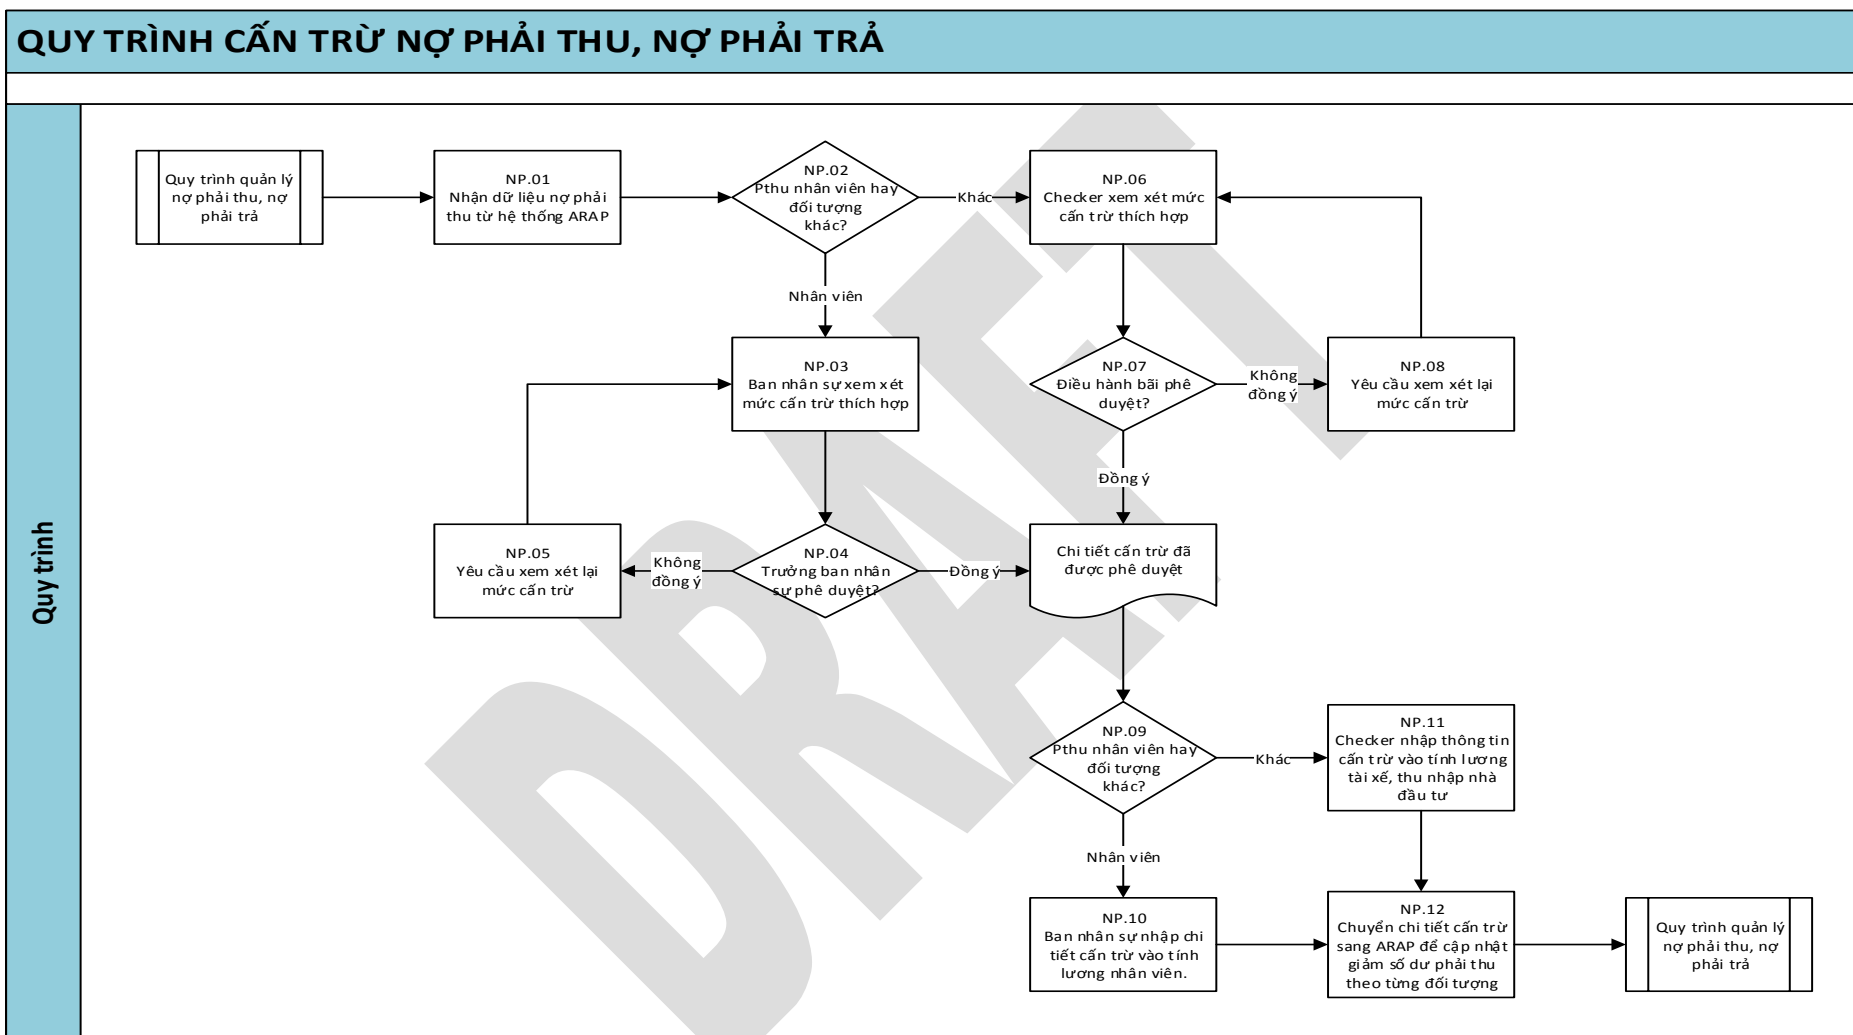 QUY TRÌNH CẤN TRỪ NỢ PHẢI THU, NỢ PHẢI TRẢ
Quy trình
Quy trình quản lý
nợ phải thu, nợ
phải trả
NP.01
Nhận dữ liệu nợ phải
thu từ hệ thống ARAP
NP.02
Pthu nhân viên hay
đối tượng
khác?
Khác
NP.06
Checker xem xét mức
cấn trừ thích hợp
Nhân viên
NP.03
Ban nhân sự xem xét
mức cấn trừ thích hợp
NP.07
Điều hành bãi phê
duyệt?
Không
đồng ý
NP.08
Yêu cầu xem xét lại
mức cấn trừ
Đồng ý
NP.05
Yêu cầu xem xét lại
mức cấn trừ
Không
đồng ý
NP.04
Trưởng ban nhân
sự phê duyệt?
Đồng ý
Chi tiết cấn trừ đã
được phê duyệt
NP.09
Pthu nhân viên hay
đối tượng
khác?
Khác
NP.11
Checker nhập thông tin
cấn trừ vào tính lương
tài xế, thu nhập nhà
đầu tư
Nhân viên
NP.10
Ban nhân sự nhập chi
tiết cấn trừ vào tính
lương nhân viên.
NP.12
Chuyển chi tiết cấn trừ
sang ARAP để cập nhật
giảm số dư phải thu
theo từng đối tượng
Quy trình quản lý
nợ phải thu, nợ
phải trả
DRAFT